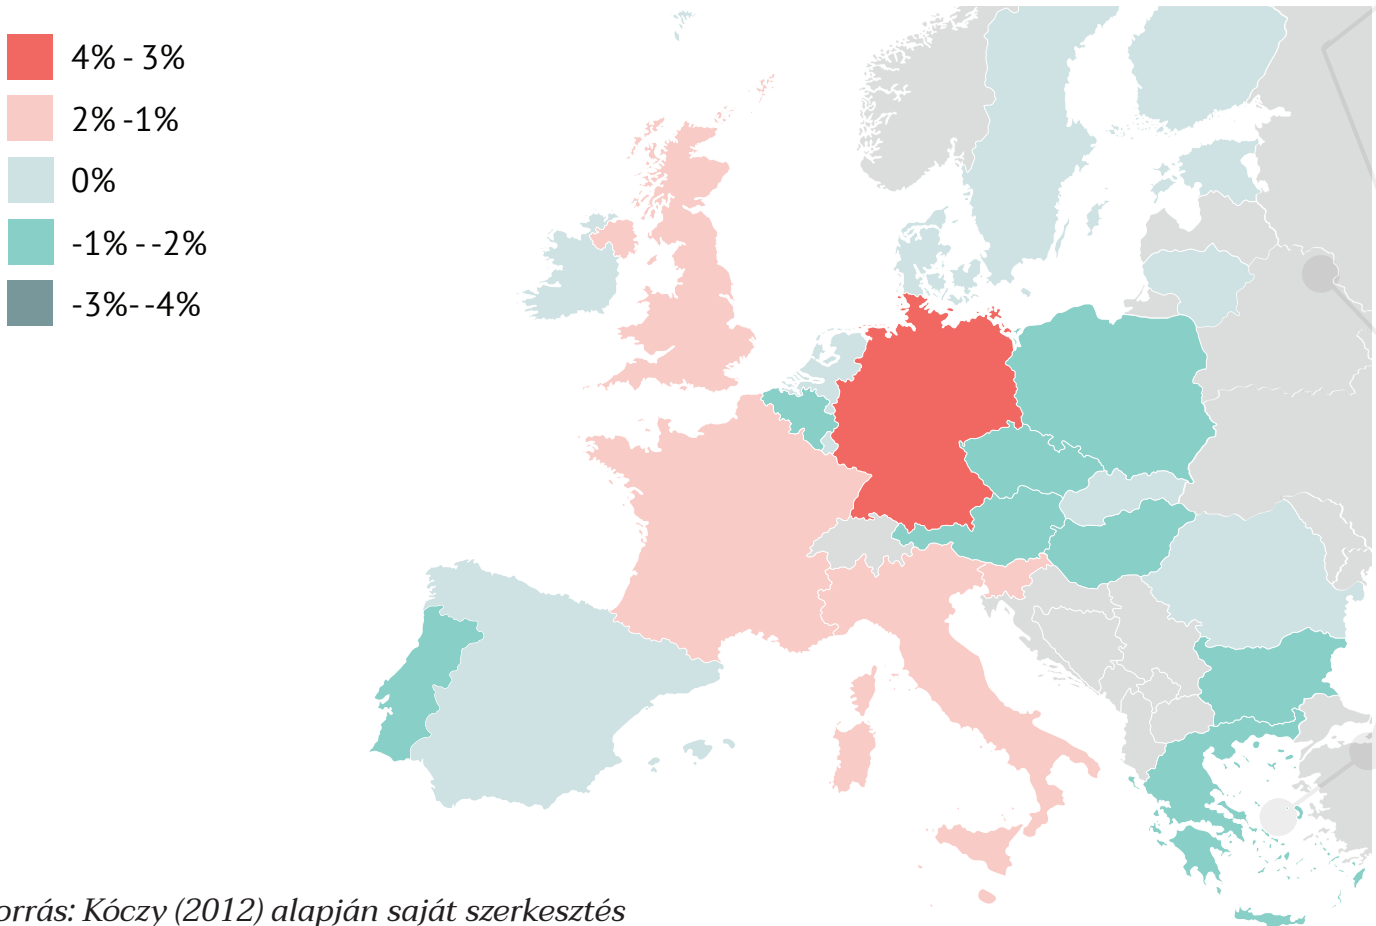 4% - 3%
2% -1%
0%
-1% - -2%
-3%- -4%
orrás: Kóczy (2012) alapján saját szerkesztés